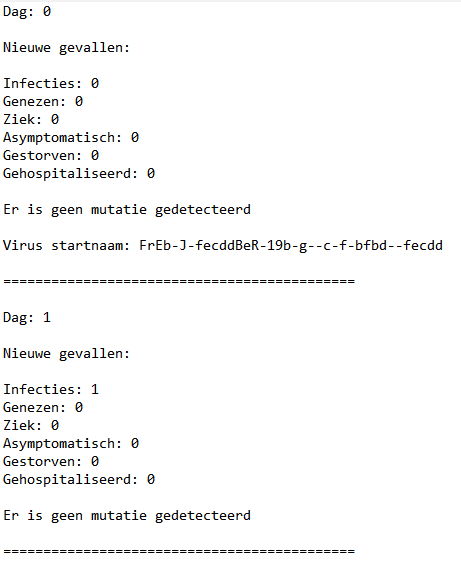 Dag: 0
Nieuwe gevallen:
Infecties: 0
Genezen: 0
Ziek: 0
Asymptomatisch: 0
Gestorven: 0
Gehospitaliseerd: 0
Er is geen mutatie gedetecteerd
Virus startnaam: FrEb-J-fecddBeR-19b-g--c-f-bfbd--fecdd
================================================
Dag: 1
Nieuwe gevallen:
Infecties: 1
Genezen: 0
Ziek: 0
Asymptomatisch: 0
Gestorven: 0
Gehospitaliseerd: 0
Er is geen mutatie gedetecteerd
============================================